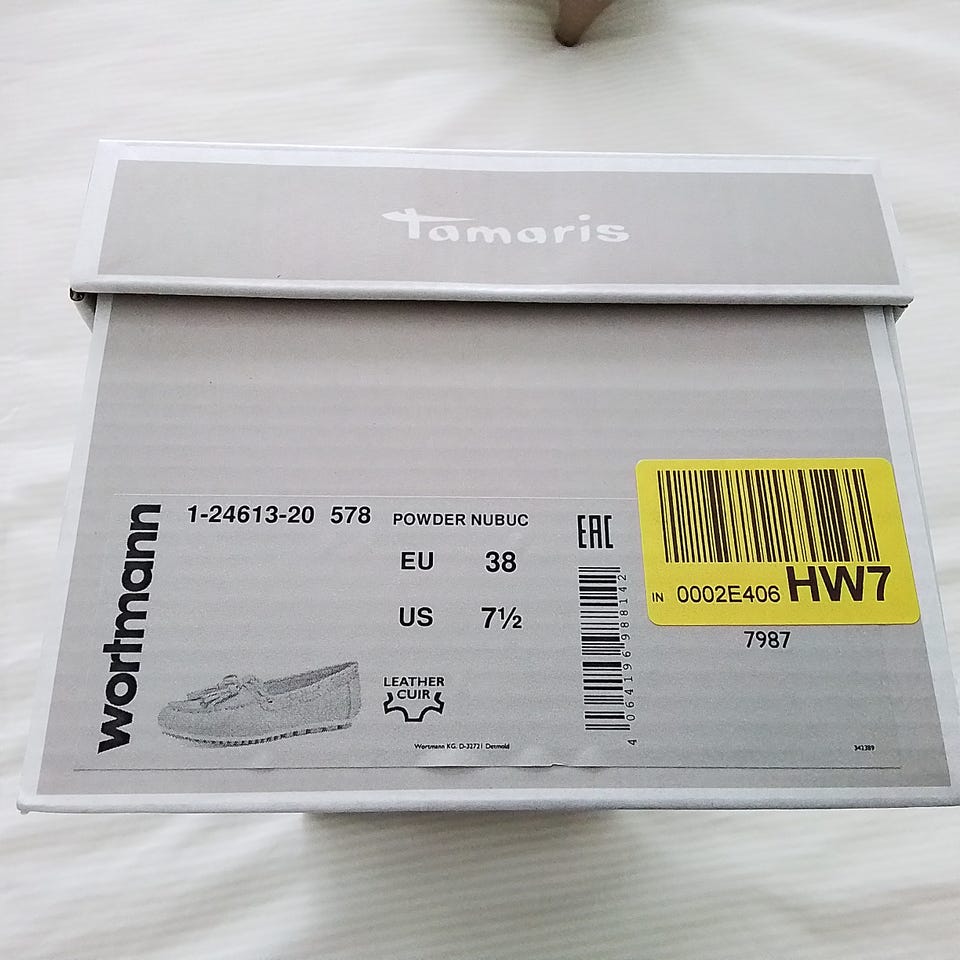 Tamaris
wortmann
1-24613-20 578 POWDER NUBUC
EU 38
US 7½
LEATHER
CUIR
Wortmann KG. D-32721 Detmold
EAC
4 064196 988142
IN 0002E406 HW7
7987
342389